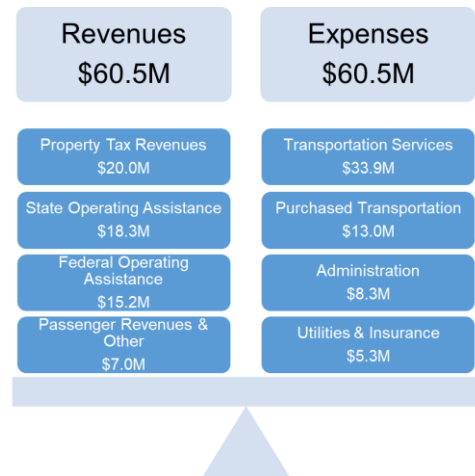 Revenues
$60.5M
Property Tax Revenues
$20.0M
State Operating Assistance
$18.3M
Federal Operating
Assistance
$15.2M
Passenger Revenues &
Other
$7.0M
Expenses
$60.5M
Transportation Services
$33.9M
Purchased Transportation
$13.0M
Administration
$8.3M
Utilities & Insurance
$5.3M